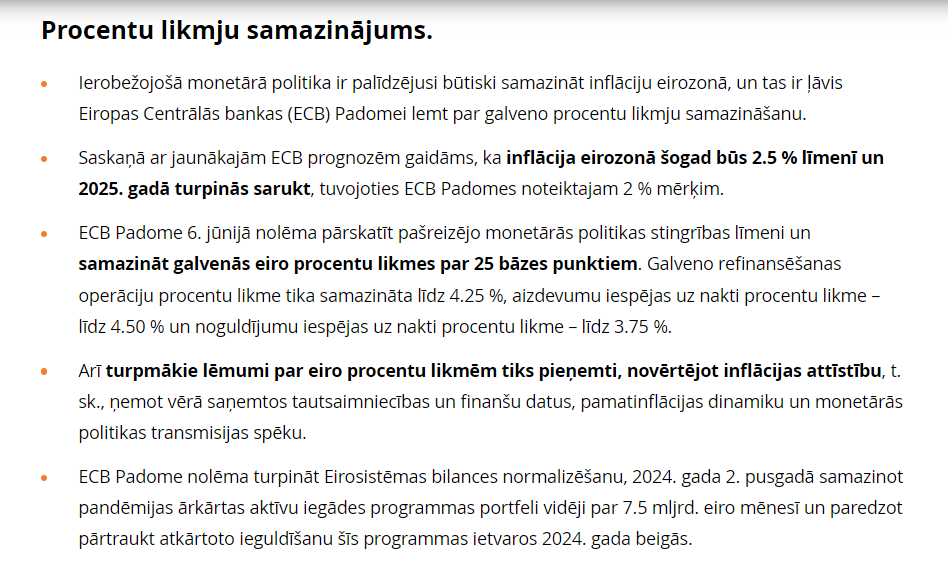 Procentu likmju samazinājums.
Ierobežojošā monetārā politika ir palīdzējusi būtiski samazināt inflāciju eirozonā, un tas ir ļāvis
Eiropas Centrālās bankas (ECB) Padomei lemt par galveno procentu likmju samazināšanu.
Saskaņā ar jaunākajām ECB prognozēm gaidāms, ka inflācija eirozonā šogad būs 2.5 % līmenī un
2025. gadā turpinās sarukt, tuvojoties ECB Padomes noteiktajam 2 % mērķim.
ECB Padome 6. jūnijā nolēma pārskatīt pašreizējo monetārās politikas stingrības līmeni un
samazināt galvenās eiro procentu likmes par 25 bāzes punktiem. Galveno refinansēšanas
operāciju procentu likme tika samazināta līdz 4.25 %, aizdevumu iespējas uz nakti procentu likme –
līdz 4.50 % un noguldījumu iespējas uz nakti procentu likme – līdz 3.75 %.
Arī turpmākie lēmumi par eiro procentu likmēm tiks pieņemti, novērtējot inflācijas attīstību, t.
sk., ņemot vērā saņemtos tautsaimniecības un finanšu datus, pamatinflācijas dinamiku un monetārās
politikas transmisijas spēku.
ECB Padome nolēma turpināt Eirosistēmas bilances normalizēšanu, 2024. gada 2. pusgadā samazinot
pandēmijas ārkārtas aktīvu iegādes programmas portfeli vidēji par 7.5 mljrd. eiro mēnesī un paredzot
pārtraukt atkārtoto ieguldīšanu šīs programmas ietvaros 2024. gada beigās.